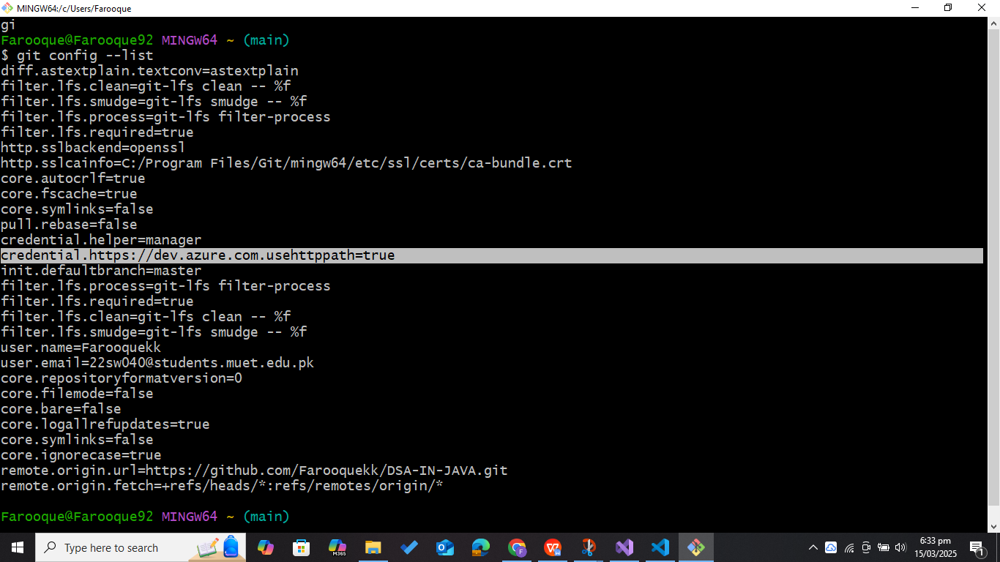 MINGW64:/c/Users/Farooque
gi
Farooque@Farooque92 MINGW64 ~ (main)
$ git config --list
diff.astextplain.textconv=astextplain
filter.lfs.clean=git-lfs clean -- %f
filter.lfs.smudge=git-lfs smudge -- %f
filter.lfs.process=git-lfs filter-process
filter.lfs.required=true
http.sslbackend=openssl
http.sslcainfo=C:/Program Files/Git/mingw64/etc/ssl/certs/ca-bundle.crt
core.autocrlf=true
core.fscache=true
core.symlinks=false
pull.rebase=false
credential.helper=manager
credential.https://dev.azure.com.usehttppath=true
init.defaultbranch=master
filter.lfs.process=git-lfs filter-process
filter.lfs.required=true
filter.lfs.clean=git-lfs clean -- %f
filter.lfs.smudge=git-lfs smudge -- %f
user.name=Farooquekk
user.email=22sw040@students.muet.edu.pk
core.repositoryformatversion=0
core.filemode=false
core.bare=false
core.logallrefupdates=true
core.symlinks=false
core.ignorecase=true
remote.origin.url=https://github.com/Farooquekk/DSA-IN-JAVA.git
remote.origin.fetch=+refs/heads/*:refs/remotes/origin/*
Farooque@Farooque92 MINGW64 ~ (main)
Type here to search
M365
F
6:33 pm
15/03/2025
1